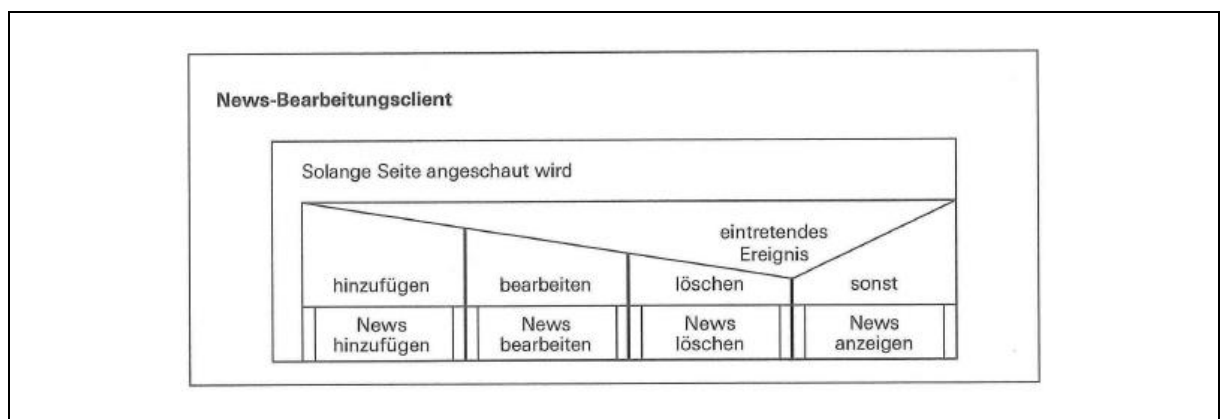 News-Bearbeitungsclient
Solange Seite angeschaut wird
eintretendes
Ereignis
hinzufügen
bearbeiten
löschen
sonst
News
hinzufügen
News
bearbeiten
News
löschen
News
anzeigen